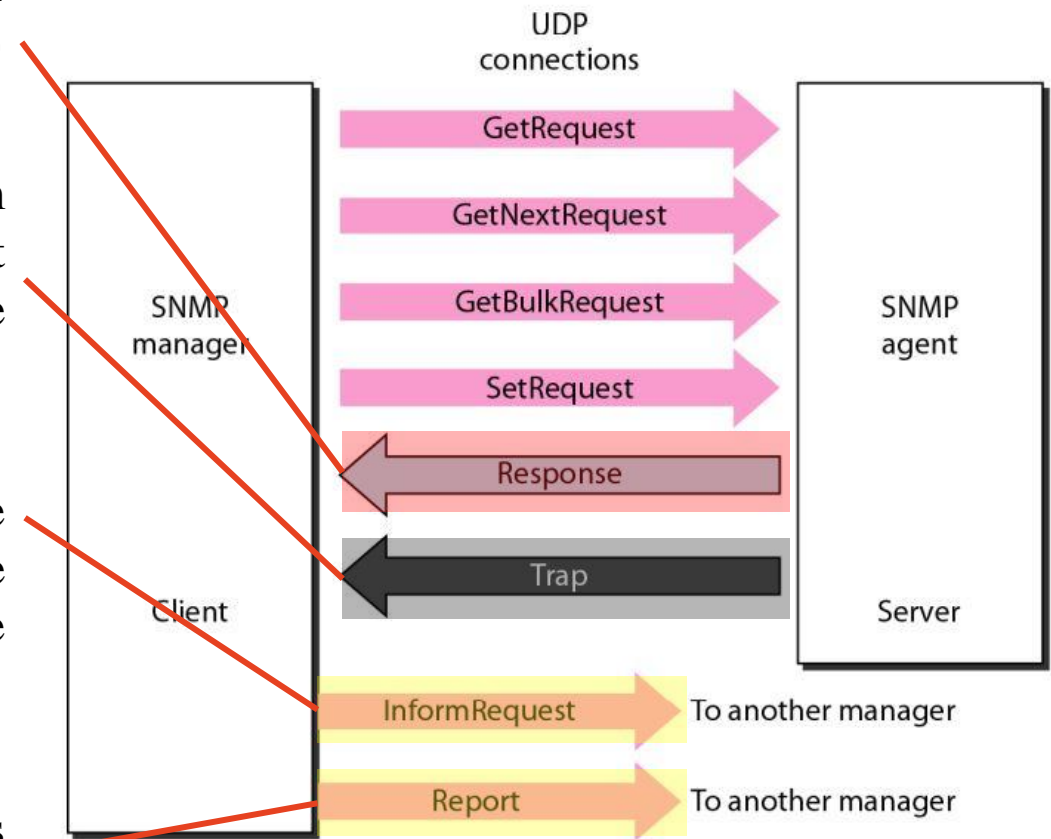 UDP
connections
GetRequest
GetNextRequest
GetBulkRequest
SNMP
manager
SNMP
agent
SetRequest
Response
Trap
Client
Server
InformRequest To another manager
Report To another manager